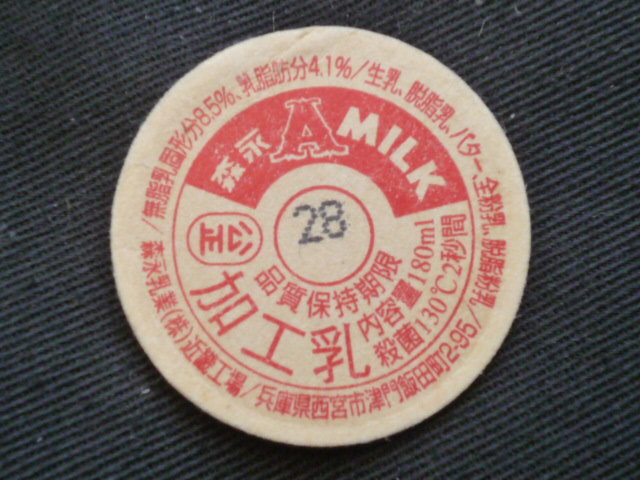 森永 A MILK
28
品質保持期限
公正
加工乳
内容量180ml
殺菌130℃2秒間
無脂乳固形分8.5%、乳脂肪分4.1%/生乳、脱脂乳、バター、全粉乳、脱脂粉乳/
森永乳業(株)近畿工場/兵庫県西宮市津門飯田町2-95/